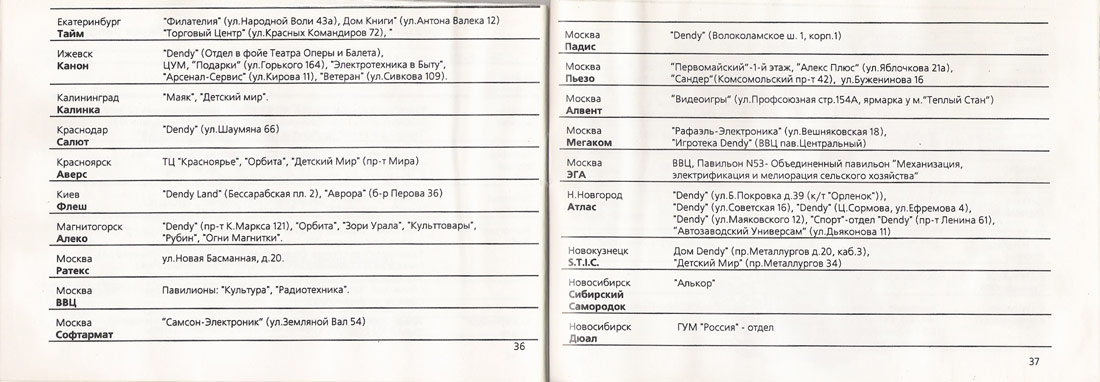 Екатеринбург "Филателия" (ул.Народной Воли 43а), Дом Книги" (ул.Антона Валека 12)
Тайм "Торговый Центр" (ул.Красных Командиров 72), "
Ижевск "Dendy" (Отдел в фойе Театра Оперы и Балета),
Канон ЦУМ, "Подарки" (ул.Горького 164), "Электротехника в Быту",
"Арсенал-Сервис" (ул.Кирова 11), "Ветеран" (ул.Сивкова 109).
Калининград "Маяк", "Детский мир".
Калинка
Краснодар "Dendy" (ул.Шаумяна 66)
Салют
Красноярск ТЦ "Красноярье", "Орбита", "Детский Мир" (пр-т Мира)
Аверс
Киев "Dendy Land" (Бессарабская пл. 2), "Аврора" (б-р Перова 36)
Флеш
Магнитогорск "Dendy" (пр-т К.Маркса 121), "Орбита", "Зори Урала", "Культтовары",
Алеко "Рубин", "Огни Магнитки".
Москва ул.Новая Басманная, д.20.
Ратекс
Москва Павилионы: "Культура", "Радиотехника".
ВВЦ
Москва "Самсон-Электроник" (ул.Земляной Вал 54)
Софтармат
36
Москва "Dendy" (Волоколамское ш. 1, корп.1)
Падис
Москва "Первомайский"-1-й этаж, "Алекс Плюс" (ул.Яблочкова 21а),
Пьезо "Сандер"(Комсомольский пр-т 42), ул.Буженинова 16
Москва "Видеоигры" (ул.Профсоюзная стр.154А, ярмарка у м."Теплый Стан")
Алвент
Москва "Рафаэль-Электроника" (ул.Вешняковская 18),
Мегаком "Игротека Dendy" (ВВЦ пав.Центральный)
Москва ВВЦ, Павильон N53- Объединенный павильон "Механизация,
ЭГА электрификация и мелиорация сельского хозяйства"
Н.Новгород "Dendy" (ул.Б.Покровка д.39 (к/т "Орленок")),
Атлас "Dendy" (ул.Советская 16), "Dendy" (Ц.Сормова, ул.Ефремова 4),
"Dendy" (ул.Маяковского 12), "Спорт"-отдел "Dendy" (пр-т Ленина 61),
"Автозаводский Универсам" (ул.Дьяконова 11)
Новокузнецк Дом Dendy" (пр.Металлургов д.20, каб.3),
S.T.I.C. "Детский Мир" (пр.Металлургов 34)
Новосибирск "Алькор"
Сибирский
Самородок
Новосибирск ГУМ "Россия" - отдел
Дюал
37